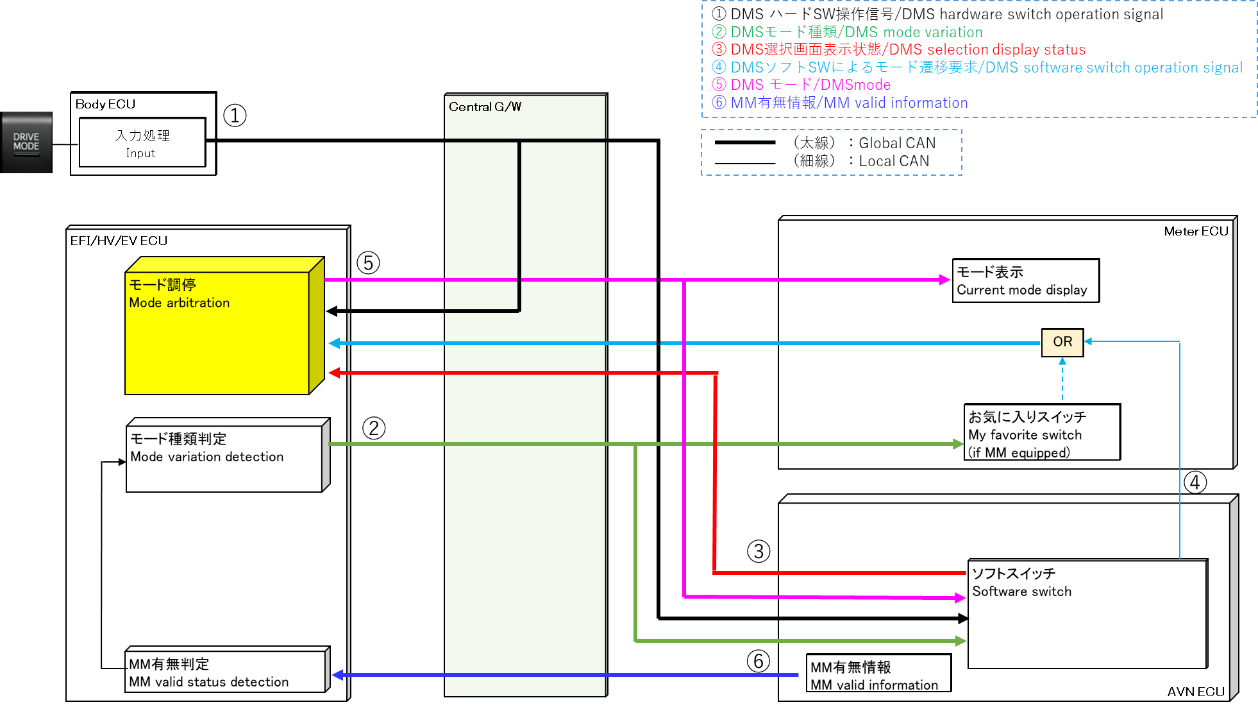 ① DMS ハードSW操作信号/DMS hardware switch operation signal
② DMSモード種類/DMS mode variation
③ DMS選択画面表示状態/DMS selection display status
④ DMSソフトSWによるモード遷移要求/DMS software switch operation signal
⑤ DMS モード/DMSmode
⑥ MM有無情報/MM valid information
(太線) : Global CAN
(細線) : Local CAN
DRIVE
MODE
Body ECU
入力処理
Input
①
Central G/W
EFI/HV/EV ECU
モード調停
Mode arbitration
⑤
②
モード種類判定
Mode variation detection
MM有無判定
MM valid status detection
Meter ECU
モード表示
Current mode display
OR
お気に入りスイッチ
My favorite switch
(if MM equipped)
④
③
ソフトスイッチ
Software switch
⑥
MM有無情報
MM valid information
AVN ECU